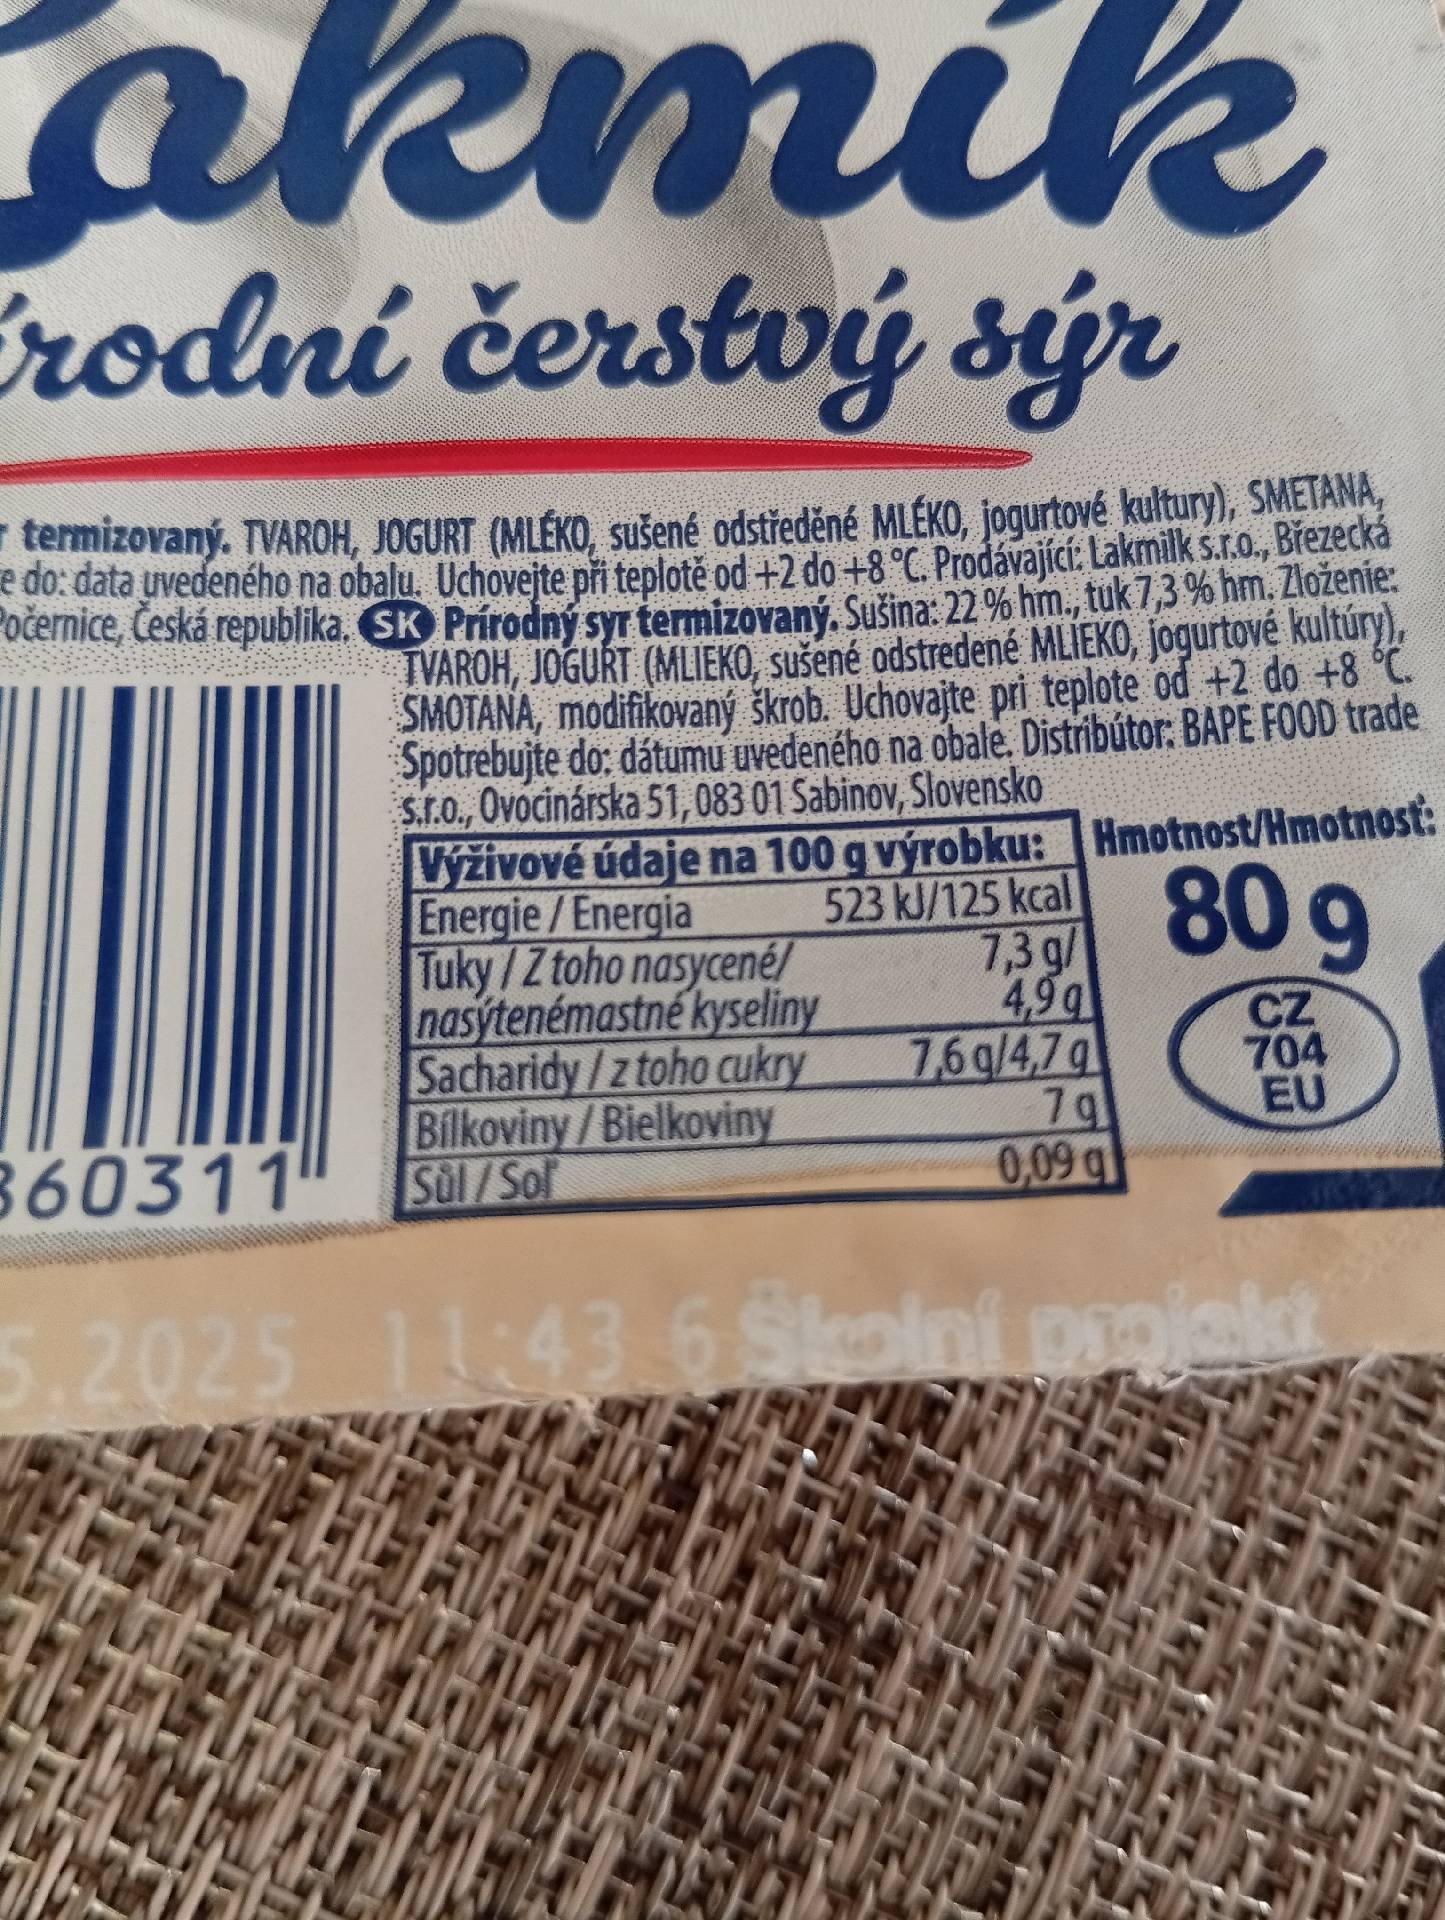 akmík
rodní čerstvý sýr
termizovaný. TVAROH, JOGURT (MLÉKO, sušené odstředěné MLÉKO, jogurtové kultury), SMETANA,
do: data uvedeného na obalu. Uchovejte při teplotě od +2 do +8 °C. Prodávající: Lakmilk s.r.o., Březecká
Počernice, Česká republika. SK Prírodný syr termizovaný. Sušina: 22 % hm., tuk 7,3 % hm. Zloženie:
TVAROH, JOGURT (MLIEKO, sušené odstredené MLIEKO, jogurtové kultúry),
SMOTANA, modifikovaný škrob. Uchovajte pri teplote od +2 do +8 °C.
Spotrebujte do: dátumu uvedeného na obale. Distribútor: BAPE FOOD trade
s.r.o., Ovocinárska 51, 083 01 Sabinov, Slovensko
Výživové údaje na 100 g výrobku:
Energie / Energia 523 kJ/125 kcal
Tuky / Z toho nasycené/ 7,3 g/
nasýtenémastné kyseliny 4,9 g
Sacharidy / z toho cukry 7,6 g/4,7 g
Bílkoviny / Bielkoviny 7 g
Sůl / Soľ 0,09 g
Hmotnost/Hmotnosť:
80 g
CZ
704
EU
360311
5.2025 11:43 6 Školní projekt